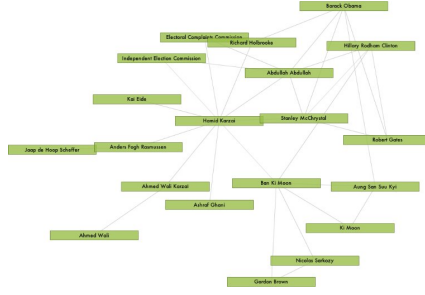 Barack Obama
Electoral Complaints Commission
Richard Holbrooke
Hillary Rodham Clinton
Independent Election Commission
Abdullah Abdullah
Kai Eide
Hamid Karzai
Stanley McChrystal
Robert Gates
Jaap de Hoop Scheffer
Anders Fogh Rasmussen
Ahmed Wali Karzai
Ban Ki Moon
Aung San Suu Kyi
Ashraf Ghani
Ki Moon
Ahmed Wali
Nicolas Sarkozy
Gordon Brown